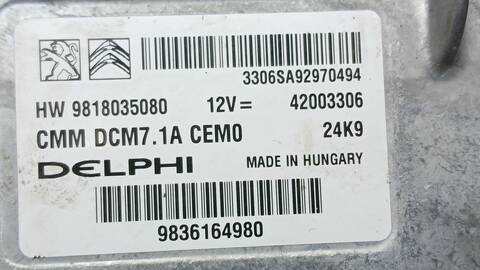 3306SA92970494
HW 9818035080 12V= 42003306
CMM DCM7.1A CEM0 24K9
DELPHI MADE IN HUNGARY
9836164980